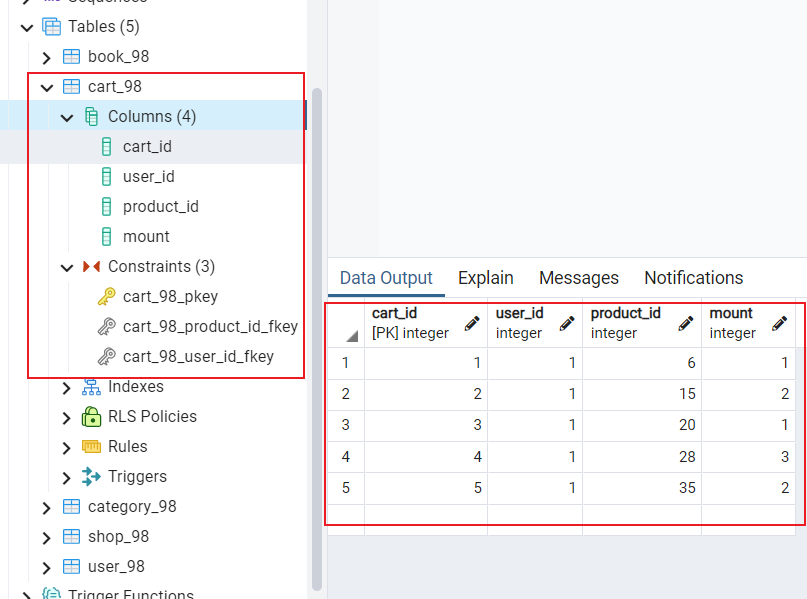 Sequences
Tables (5)
book_98
cart_98
Columns (4)
cart_id
user_id
product_id
mount
Constraints (3)
cart_98_pkey
cart_98_product_id_fkey
cart_98_user_id_fkey
Indexes
RLS Policies
Rules
Triggers
category_98
shop_98
user_98
Trigger Functions
Data Output Explain Messages Notifications
cart_id user_id product_id mount
[PK] integer integer integer integer
1 1 1 6 1
2 2 1 15 2
3 3 1 20 1
4 4 1 28 3
5 5 1 35 2